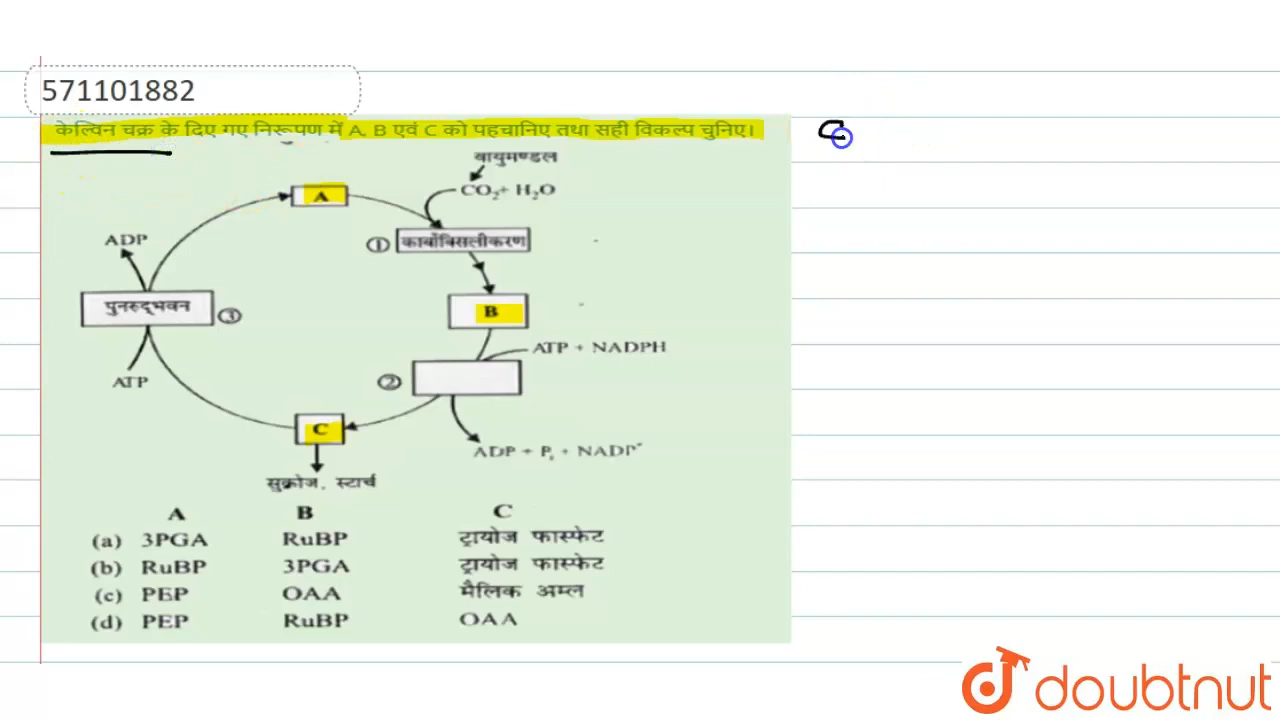 571101882
केल्विन चक्र के दिए गए निरूपण में A, B एवं C को पहचानिए तथा सही विकल्प चुनिए।
वायुमण्डल
A
CO₂+ H₂O
ADP
① कार्बोक्सिलीकरण
पुनरुद्भवन ③
B
ATP + NADPH
ATP
②
C
ADP + Pᵢ + NADP⁺
सुक्रोज, स्टार्च
A B C
(a) 3PGA RuBP ट्रायोज फास्फेट
(b) RuBP 3PGA ट्रायोज फास्फेट
(c) PEP OAA मैलिक अम्ल
(d) PEP RuBP OAA
doubtnut